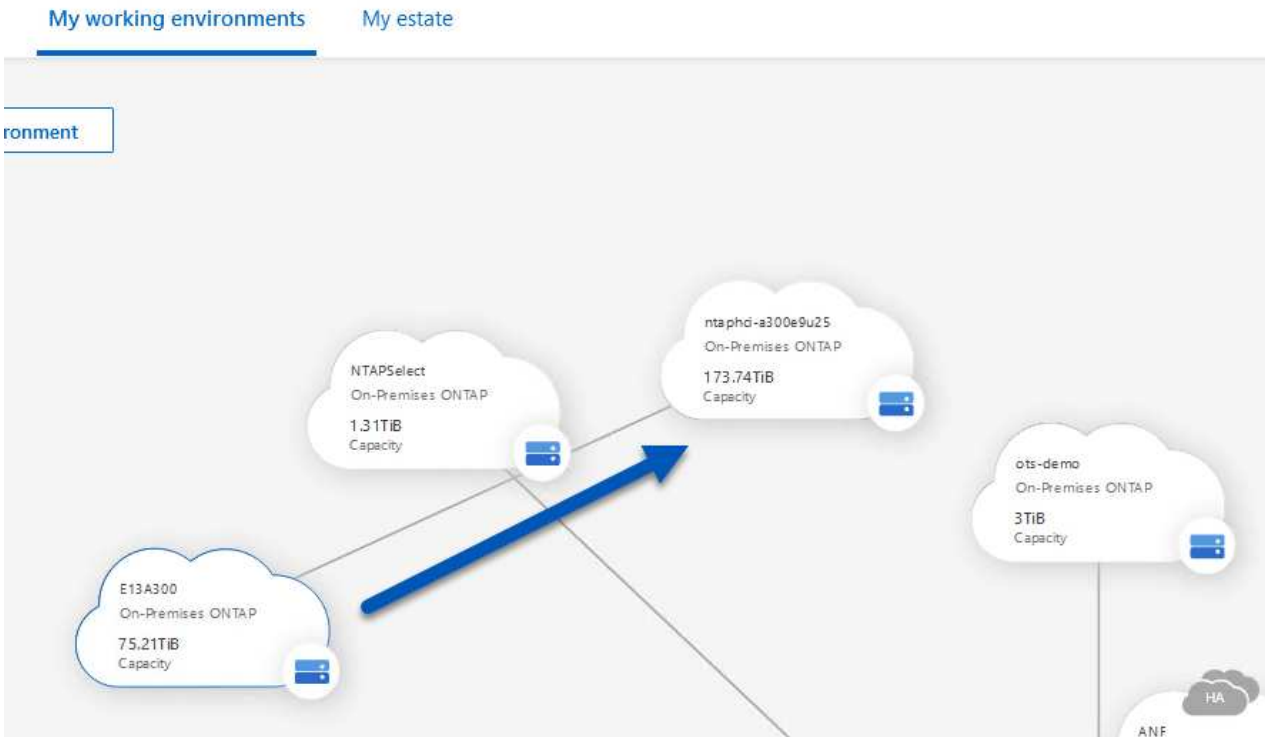 My working environments
My estate
ronment
ntaphci-a300e9u25
On-Premises ONTAP
173.74TiB
Capacity
NTAPSelect
On-Premises ONTAP
1.31TiB
Capacity
ots-demo
On-Premises ONTAP
3TiB
Capacity
E13A300
On-Premises ONTAP
75.21TiB
Capacity
HA
ANF